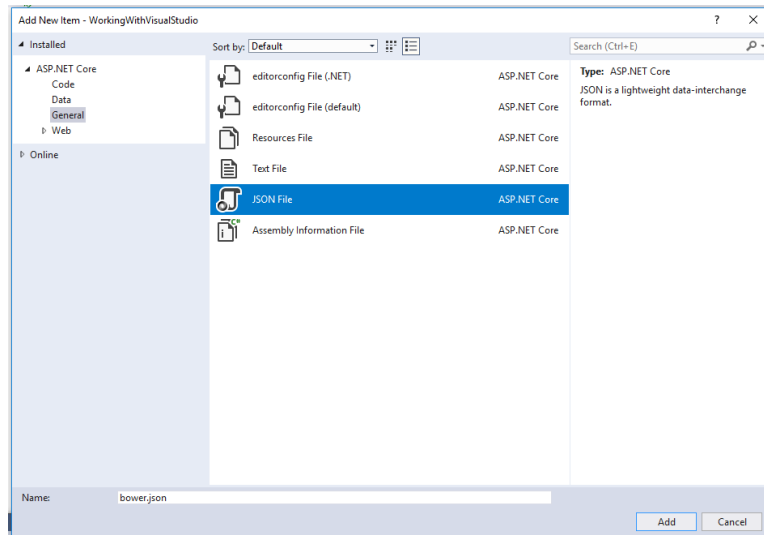 Add New Item - WorkingWithVisualStudio
?
Installed
Sort by: Default
Search (Ctrl+E)
ASP.NET Core
Code
Data
General
Web
Online
editorconfig File (.NET) ASP.NET Core
editorconfig File (default) ASP.NET Core
Resources File ASP.NET Core
Text File ASP.NET Core
JSON File ASP.NET Core
C# Assembly Information File ASP.NET Core
Type: ASP.NET Core
JSON is a lightweight data-interchange
format.
Name: bower.json
Add Cancel